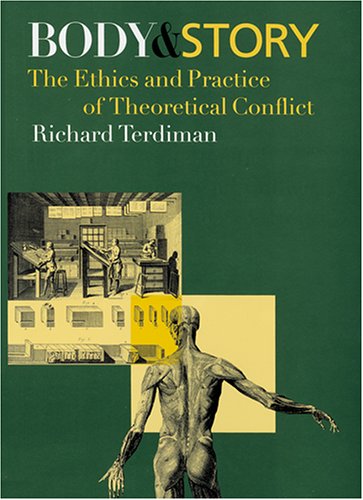 BODY&STORY
The Ethics and Practice
of Theoretical Conflict
Richard Terdiman